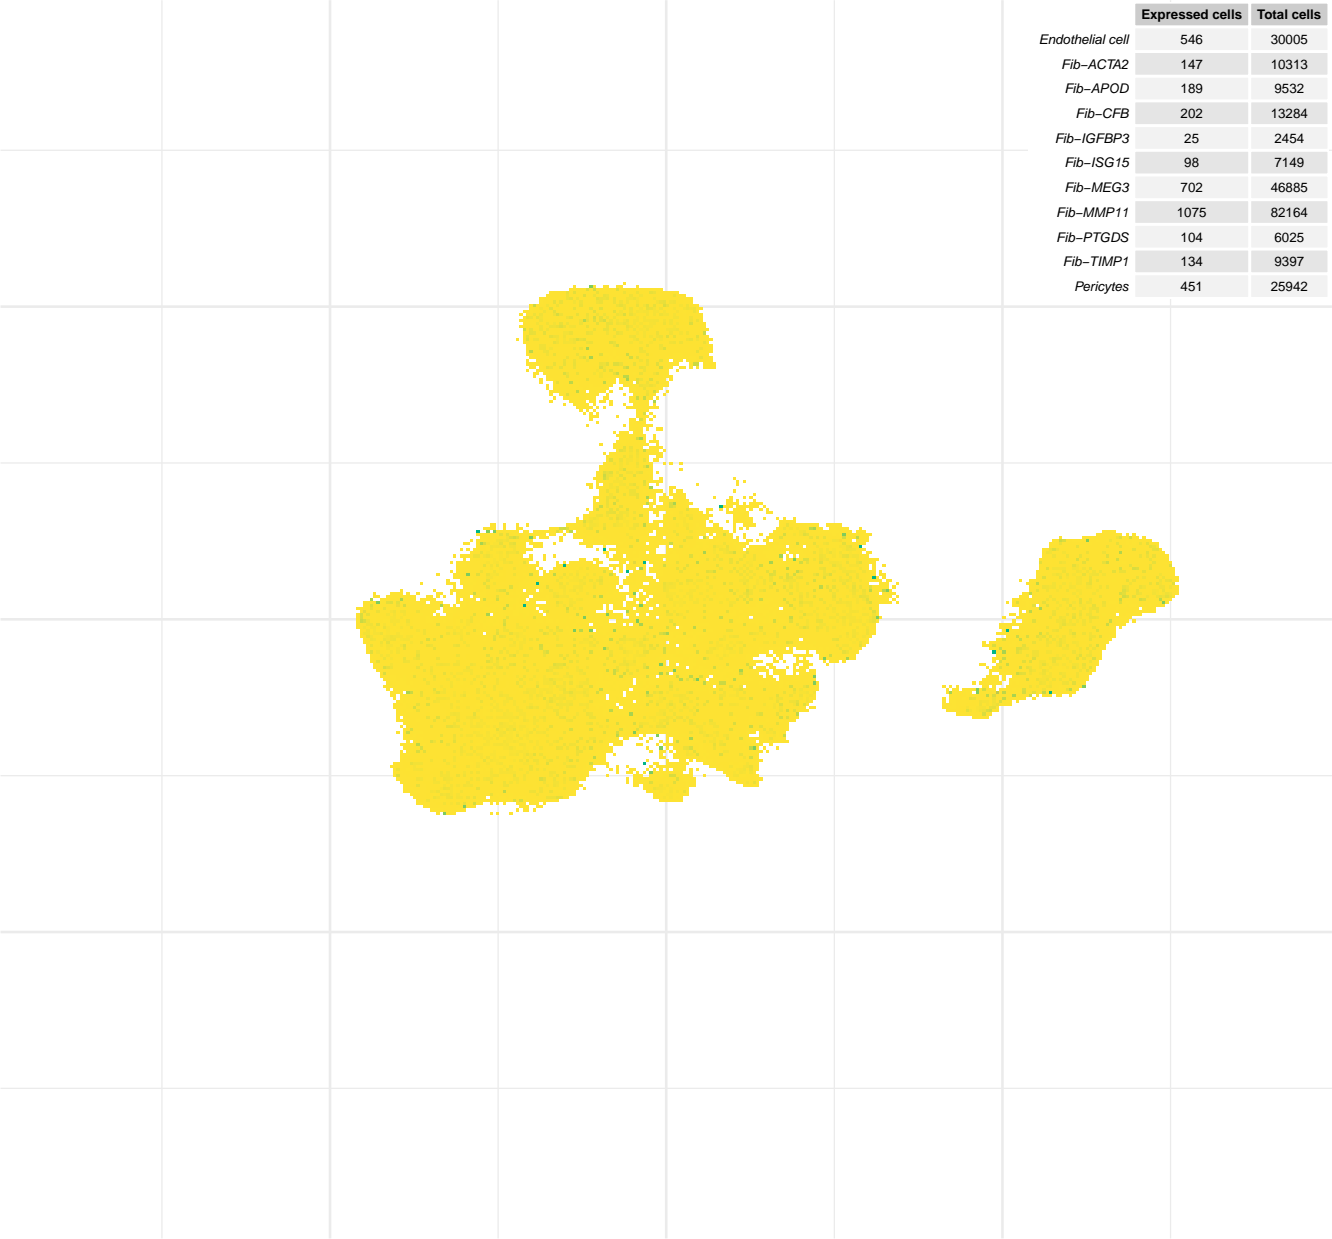 Expressed cells Total cells
Endothelial cell 546 30005
Fib−ACTA2 147 10313
Fib−APOD 189 9532
Fib−CFB 202 13284
Fib−IGFBP3 25 2454
Fib−ISG15 98 7149
Fib−MEG3 702 46885
Fib−MMP11 1075 82164
Fib−PTGDS 104 6025
Fib−TIMP1 134 9397
Pericytes 451 25942